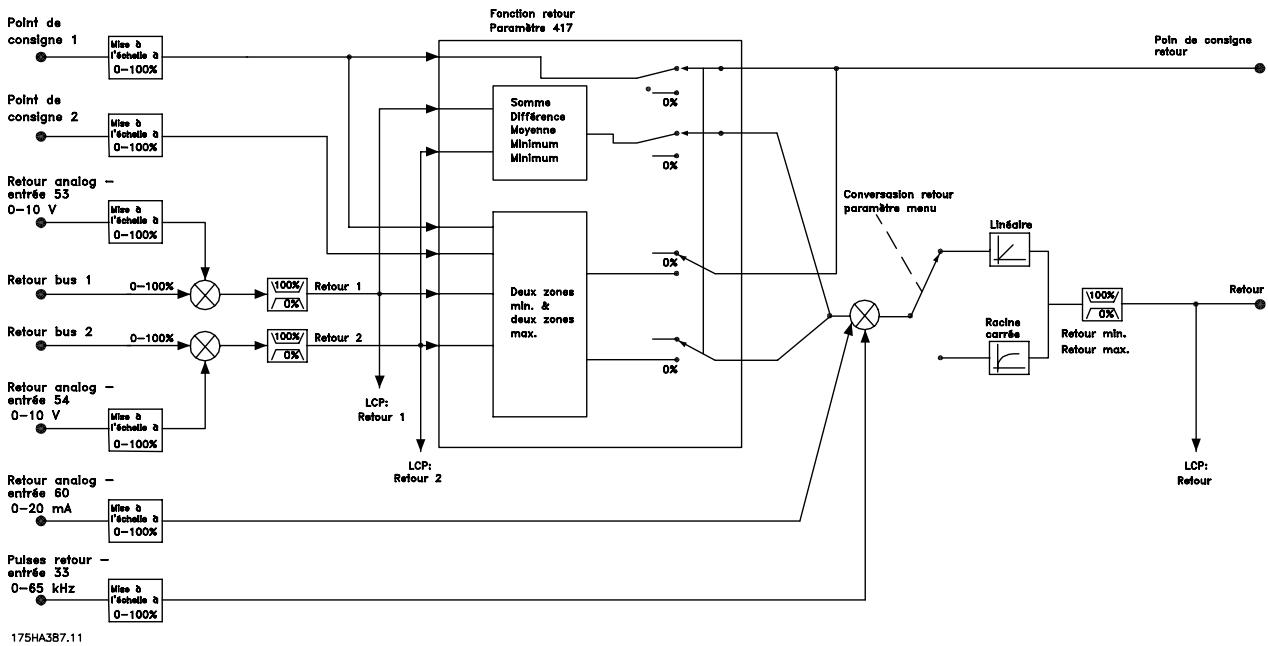 Fonction retour
Paramètre 417
Point de
consigne 1
Mise à
l'échelle à
0-100%
Poin de consigne
retour
0%
Point de
consigne 2
Mise à
l'échelle à
0-100%
Somme
Différence
Moyenne
Minimum
Minimum
0%
Retour analog -
entrée 53
0-10 V
Mise à
l'échelle à
0-100%
Conversasion retour
paramètre menu
Linéaire
0%
Retour bus 1
0-100%
100%
0%
Retour 1
Deux zones
min. &
deux zones
max.
100%
0%
Retour
Retour bus 2
0-100%
100%
0%
Retour 2
Racine
carrée
Retour min.
Retour max.
0%
Retour analog -
entrée 54
0-10 V
Mise à
l'échelle à
0-100%
LCP:
Retour 1
LCP:
Retour 2
LCP:
Retour
Retour analog -
entrée 60
0-20 mA
Mise à
l'échelle à
0-100%
Pulses retour -
entrée 33
0-65 kHz
Mise à
l'échelle à
0-100%
175HA387.11